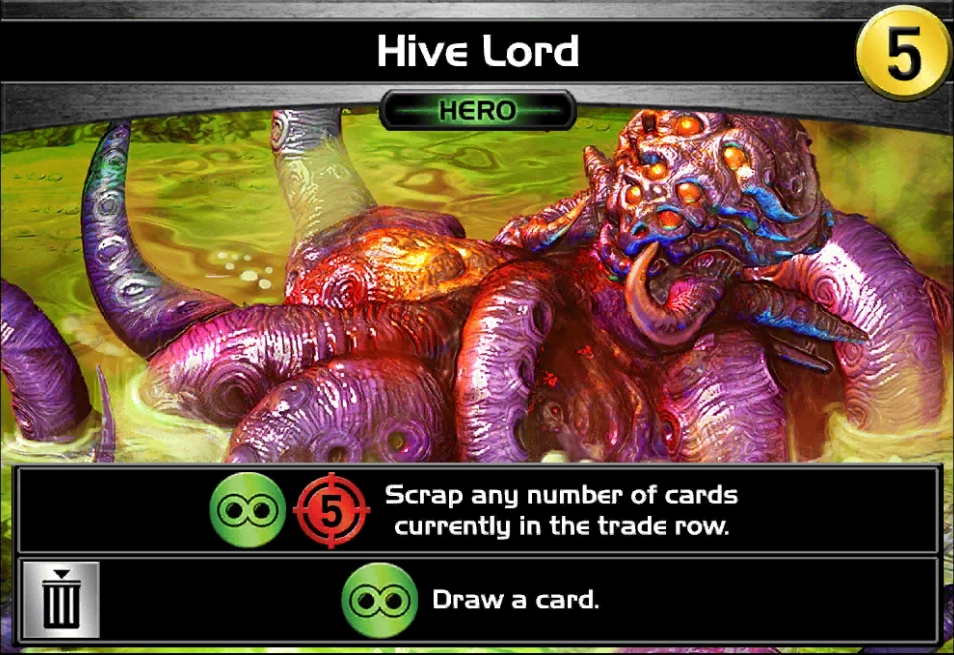 Hive Lord
5
HERO
5
Scrap any number of cards
currently in the trade row.
Draw a card.